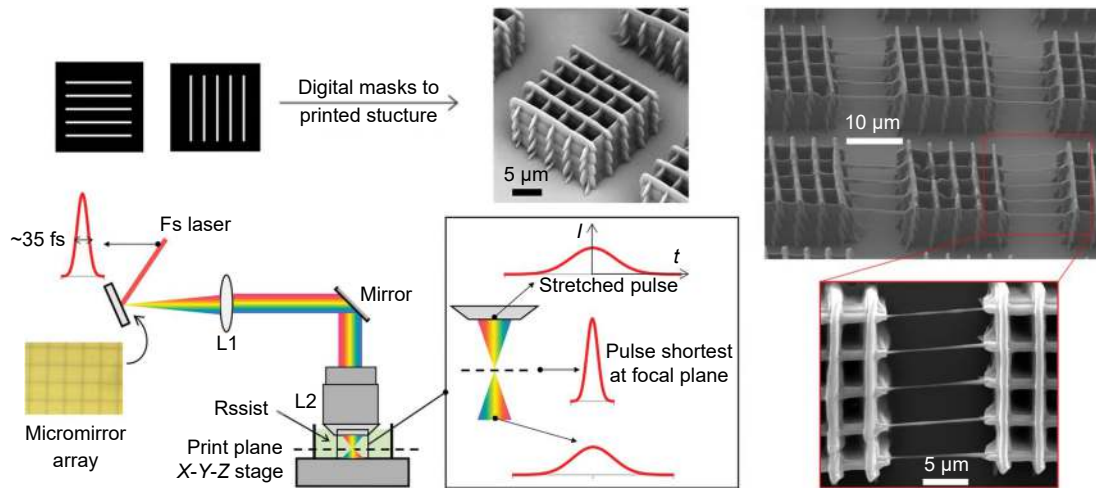 Digital masks to
printed stucture
5 μm
10 μm
~35 fs
Fs laser
Mirror
L1
Micromirror
array
L2
Rssist
Print plane
X-Y-Z stage
I
t
Stretched pulse
Pulse shortest
at focal plane
5 μm